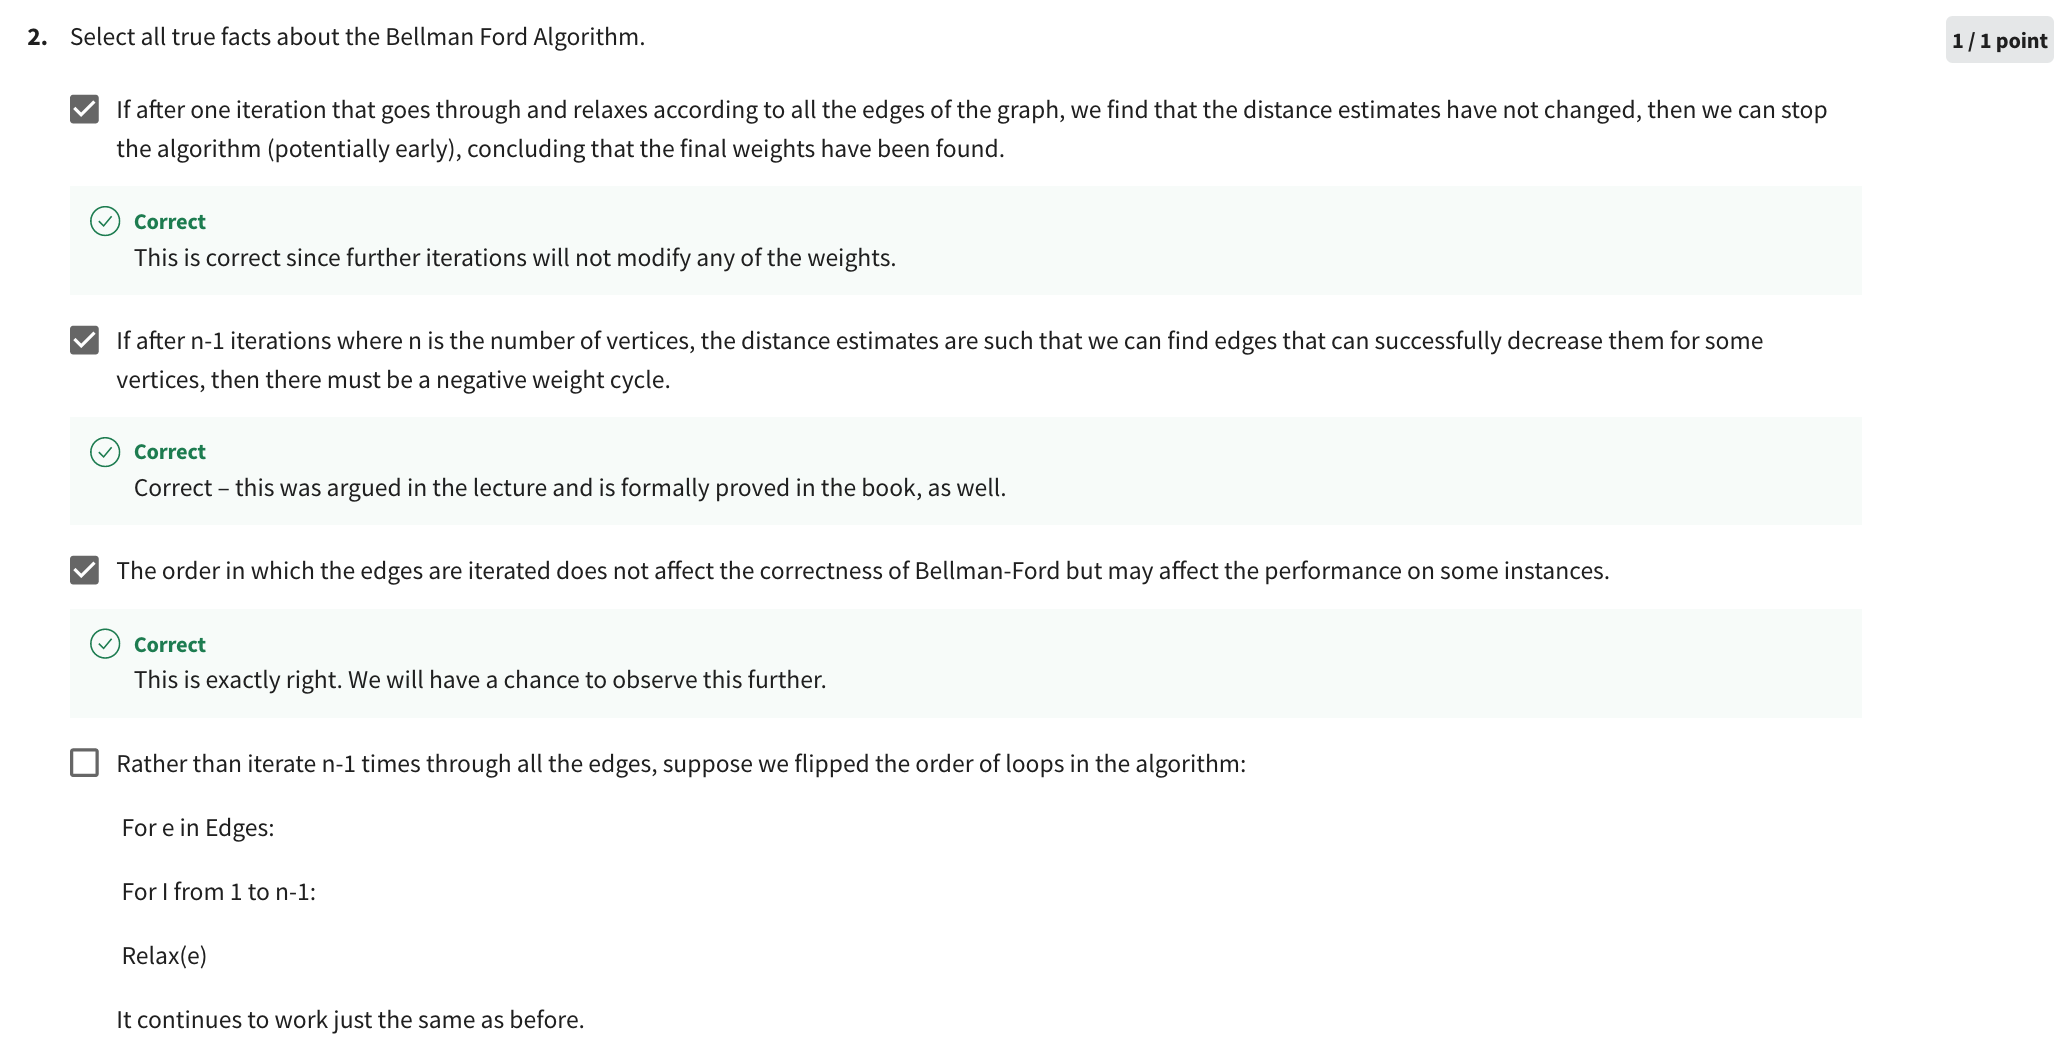 2. Select all true facts about the Bellman Ford Algorithm.
1 / 1 point
If after one iteration that goes through and relaxes according to all the edges of the graph, we find that the distance estimates have not changed, then we can stop
the algorithm (potentially early), concluding that the final weights have been found.
Correct
This is correct since further iterations will not modify any of the weights.
If after n-1 iterations where n is the number of vertices, the distance estimates are such that we can find edges that can successfully decrease them for some
vertices, then there must be a negative weight cycle.
Correct
Correct – this was argued in the lecture and is formally proved in the book, as well.
The order in which the edges are iterated does not affect the correctness of Bellman-Ford but may affect the performance on some instances.
Correct
This is exactly right. We will have a chance to observe this further.
Rather than iterate n-1 times through all the edges, suppose we flipped the order of loops in the algorithm:
For e in Edges:
For I from 1 to n-1:
Relax(e)
It continues to work just the same as before.